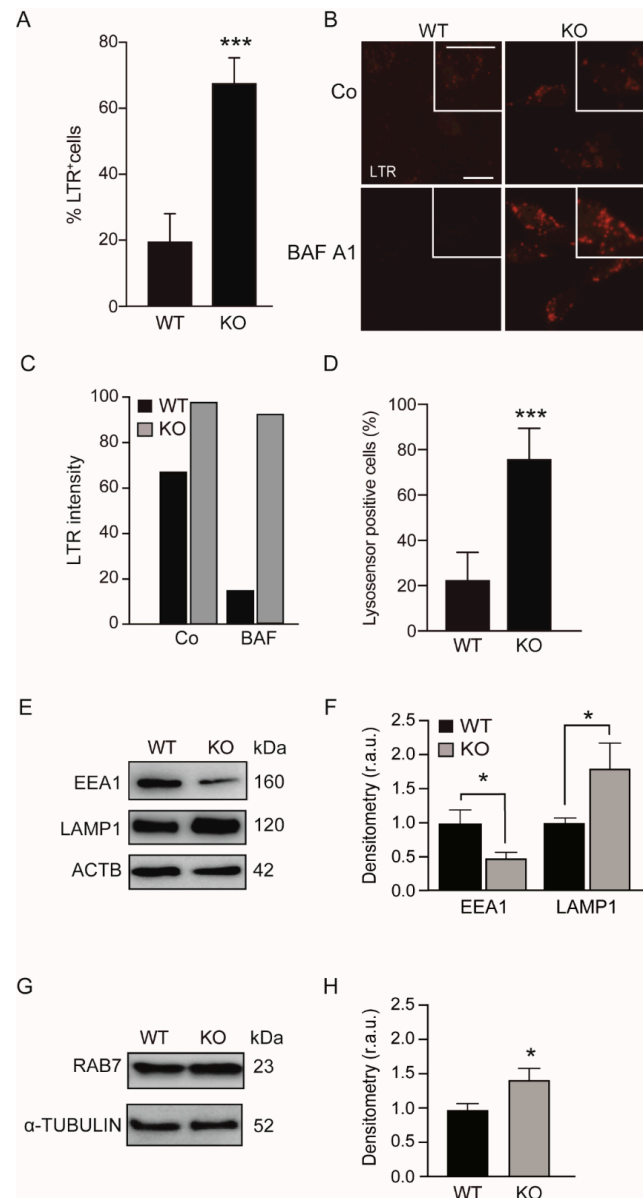 A
% LTR⁺cells
80
60
40
20
0
***
WT KO
B
WT KO
Co
LTR
BAF A1
C
LTR intensity
100
80
60
40
20
0
WT
KO
Co BAF
D
Lysosensor positive cells (%)
100
80
60
40
20
0
***
WT KO
E
WT KO kDa
EEA1 160
LAMP1 120
ACTB 42
F
Densitometry (r.a.u.)
2.5
2.0
1.5
1.0
0.5
0.0
WT
KO
*
*
EEA1 LAMP1
G
WT KO kDa
RAB7 23
α-TUBULIN 52
H
Densitometry (r.a.u.)
2.5
2.0
1.5
1.0
0.5
0.0
*
WT KO